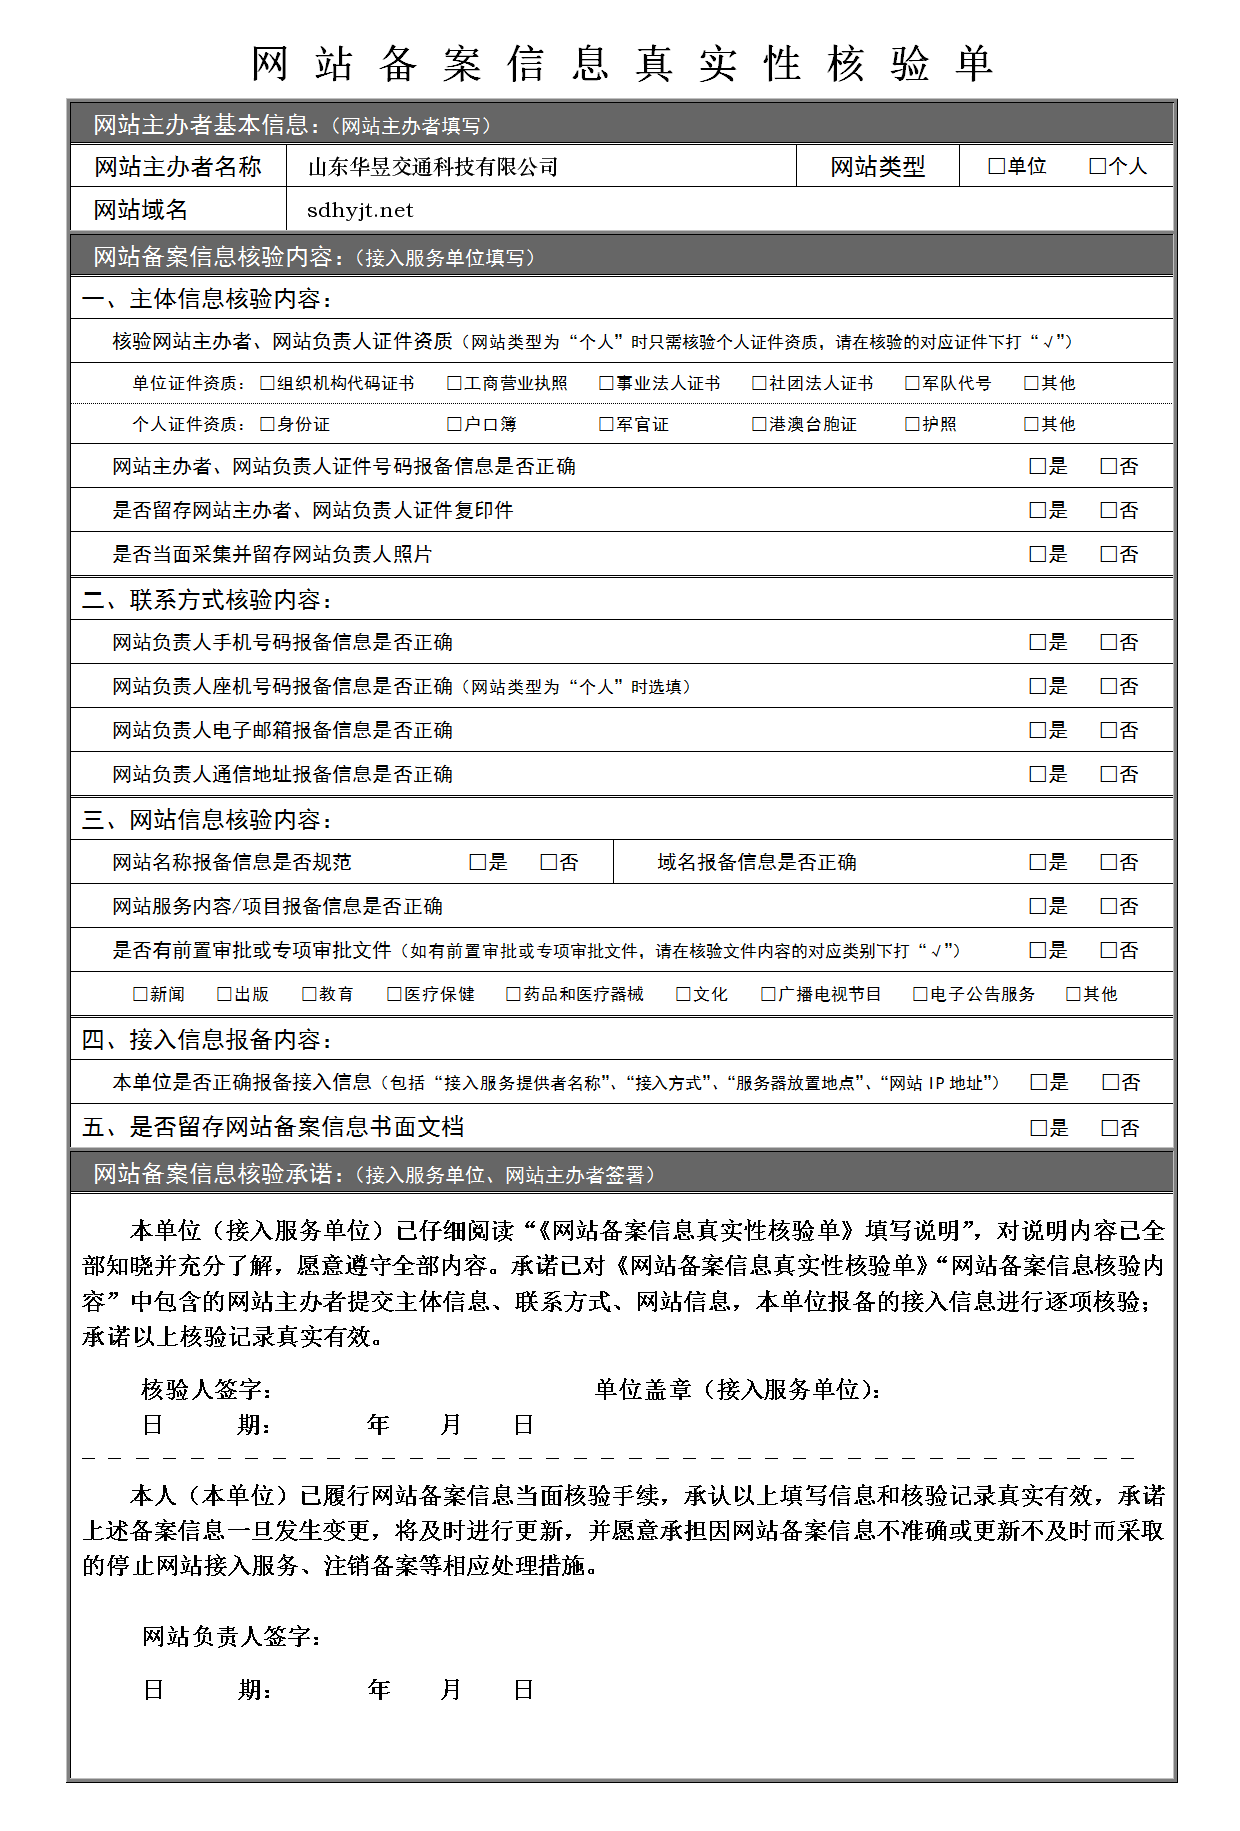 网站备案信息真实性核验单
网站主办者基本信息：（网站主办者填写）
网站主办者名称 山东华昱交通科技有限公司 网站类型 □单位 □个人
网站域名 sdhyjt.net
网站备案信息核验内容：（接入服务单位填写）
一、主体信息核验内容：
核验网站主办者、网站负责人证件资质（网站类型为“个人”时只需核验个人证件资质，请在核验的对应证件下打“√”）
单位证件资质：□组织机构代码证书 □工商营业执照 □事业法人证书 □社团法人证书 □军队代号 □其他
个人证件资质：□身份证 □户口簿 □军官证 □港澳台胞证 □护照 □其他
网站主办者、网站负责人证件号码报备信息是否正确 □是 □否
是否留存网站主办者、网站负责人证件复印件 □是 □否
是否当面采集并留存网站负责人照片 □是 □否
二、联系方式核验内容：
网站负责人手机号码报备信息是否正确 □是 □否
网站负责人座机号码报备信息是否正确（网站类型为“个人”时选填） □是 □否
网站负责人电子邮箱报备信息是否正确 □是 □否
网站负责人通信地址报备信息是否正确 □是 □否
三、网站信息核验内容：
网站名称报备信息是否规范 □是 □否 域名报备信息是否正确 □是 □否
网站服务内容/项目报备信息是否正确 □是 □否
是否有前置审批或专项审批文件（如有前置审批或专项审批文件，请在核验文件内容的对应类别下打“√”） □是 □否
□新闻 □出版 □教育 □医疗保健 □药品和医疗器械 □文化 □广播电视节目 □电子公告服务 □其他
四、接入信息报备内容：
本单位是否正确报备接入信息（包括“接入服务提供者名称”、“接入方式”、“服务器放置地点”、“网站 IP 地址”） □是 □否
五、是否留存网站备案信息书面文档 □是 □否
网站备案信息核验承诺：（接入服务单位、网站主办者签署）
本单位（接入服务单位）已仔细阅读“《网站备案信息真实性核验单》填写说明”，对说明内容已全
部知晓并充分了解，愿意遵守全部内容。承诺已对《网站备案信息真实性核验单》“网站备案信息核验内
容”中包含的网站主办者提交主体信息、联系方式、网站信息，本单位报备的接入信息进行逐项核验；
承诺以上核验记录真实有效。
核验人签字： 单位盖章（接入服务单位）：
日 期： 年 月 日
本人（本单位）已履行网站备案信息当面核验手续，承认以上填写信息和核验记录真实有效，承诺
上述备案信息一旦发生变更，将及时进行更新，并愿意承担因网站备案信息不准确或更新不及时而采取
的停止网站接入服务、注销备案等相应处理措施。
网站负责人签字：
日 期： 年 月 日